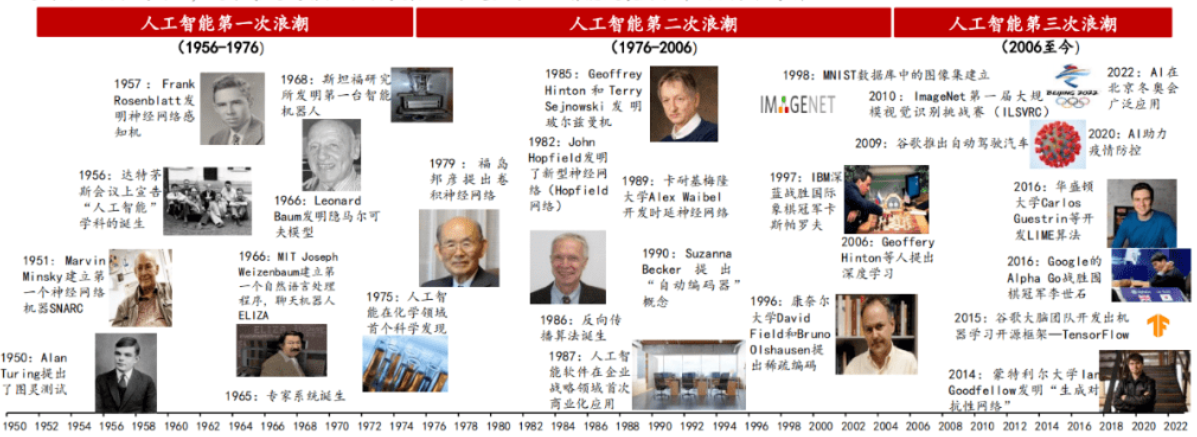 人工智能第一次浪潮
(1956-1976)
人工智能第二次浪潮
(1976-2006)
人工智能第三次浪潮
(2006至今)
1957：Frank
Rosenblatt发
明神经网络感
知机
1968：斯坦福研究
所发明第一台智能
机器人
1956：达特茅
斯会议上宣告
“人工智能”
学科的诞生
1966：Leonard
Baum发明隐马尔可
夫模型
1951：Marvin
Minsky建立第
一个神经网络
机器SNARC
1966：MIT Joseph
Weizenbaum建立第
一个自然语言处理
程序，聊天机器人
ELIZA
1950：Alan
Turing提出
了图灵测试
1965：专家系统诞生
1975：人工智
能在化学领域
首个科学发现
1979：福岛
邦彦提出卷
积神经网络
1985：Geoffrey
Hinton 和 Terry
Sejnowski 发明
玻尔兹曼机
1982：John
Hopfield发明
了新型神经网
络（Hopfield
网络）
1989：卡耐基梅隆
大学Alex Waibel
开发时延神经网络
1990：Suzanna
Becker 提出
“自动编码器”
概念
1986：反向传
播算法诞生
1987：人工智
能软件在企业
战略领域首次
商业化应用
IMAGENET
1998：MNIST数据库中的图像集建立
2010：ImageNet第一届大规
模视觉识别挑战赛（ILSVRC）
2009：谷歌推出自动驾驶汽车
1997：IBM深
蓝战胜国际
象棋冠军卡
斯帕罗夫
2006：Geoffery
Hinton等人提出
深度学习
1996：康奈尔
大学David
Field和Bruno
Olshausen提
出稀疏编码
BEIJING 2022
2022：AI在
北京冬奥会
广泛应用
2020：AI助力
疫情防控
2016：华盛顿
大学Carlos
Guestrin等开
发LIME算法
2016：Google的
Alpha Go战胜围
棋冠军李世石
2015：谷歌大脑团队开发出机
器学习开源框架—TensorFlow
2014：蒙特利尔大学Ian
Goodfellow发明“生成对
抗性网络”
1950 1952 1954 1956 1958 1960 1962 1964 1966 1968 1970 1972 1974 1976 1978 1980 1982 1984 1986 1988 1990 1992 1994 1996 1998 2000 2002 2004 2006 2008 2010 2012 2014 2016 2018 2020 2022